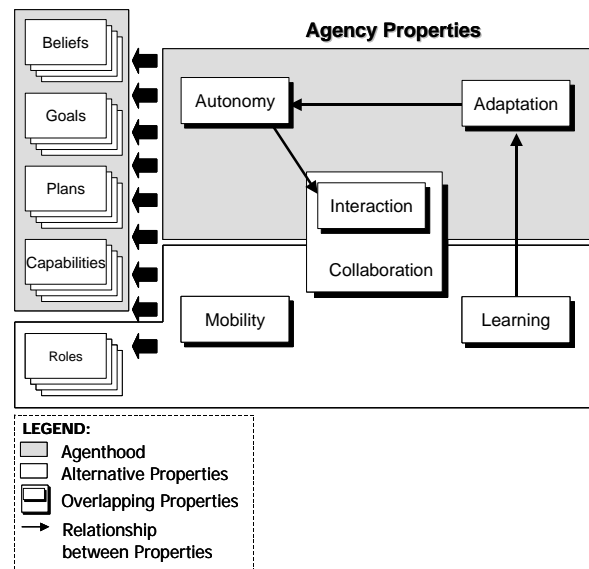 Agency Properties
Beliefs
Goals
Plans
Capabilities
Roles
Autonomy
Adaptation
Interaction
Collaboration
Mobility
Learning
LEGEND:
Agenthood
Alternative Properties
Overlapping Properties
Relationship
between Properties